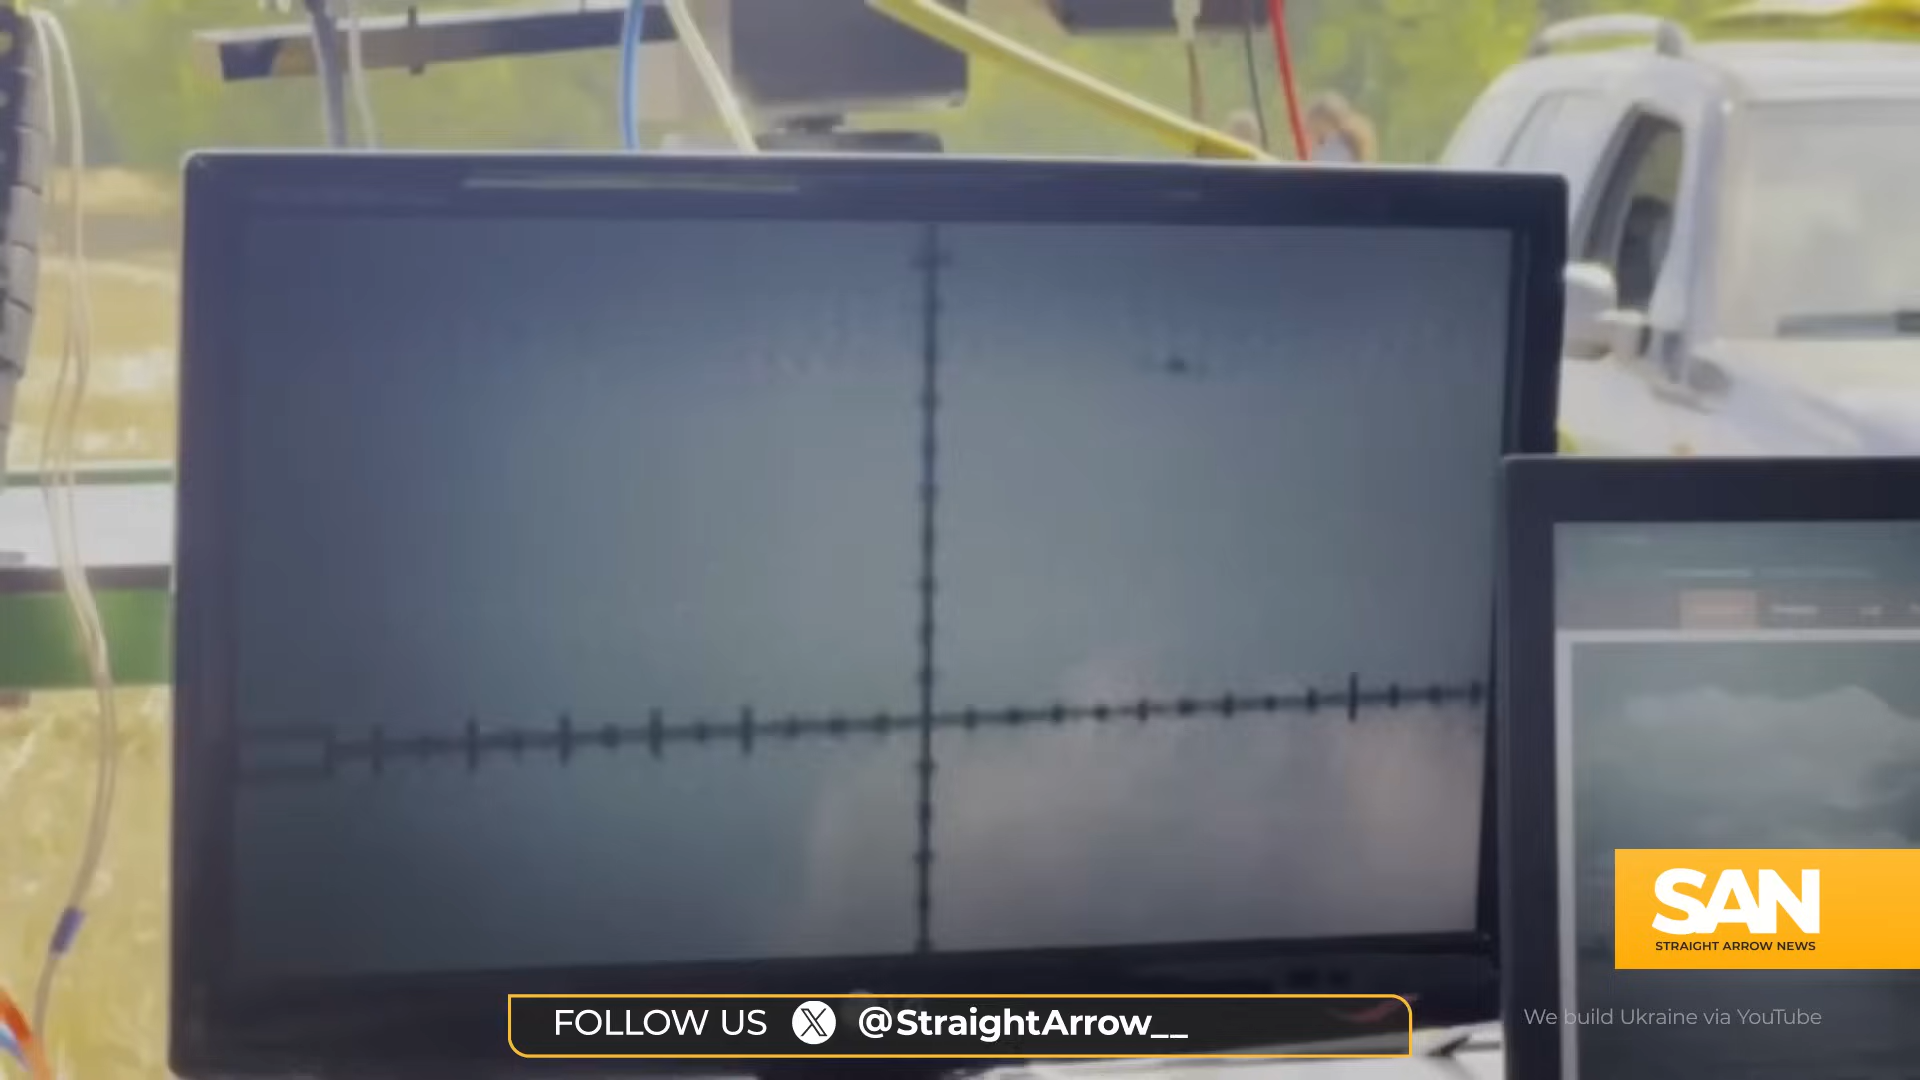 SAN
STRAIGHT ARROW NEWS
FOLLOW US X @StraightArrow__
We build Ukraine via YouTube